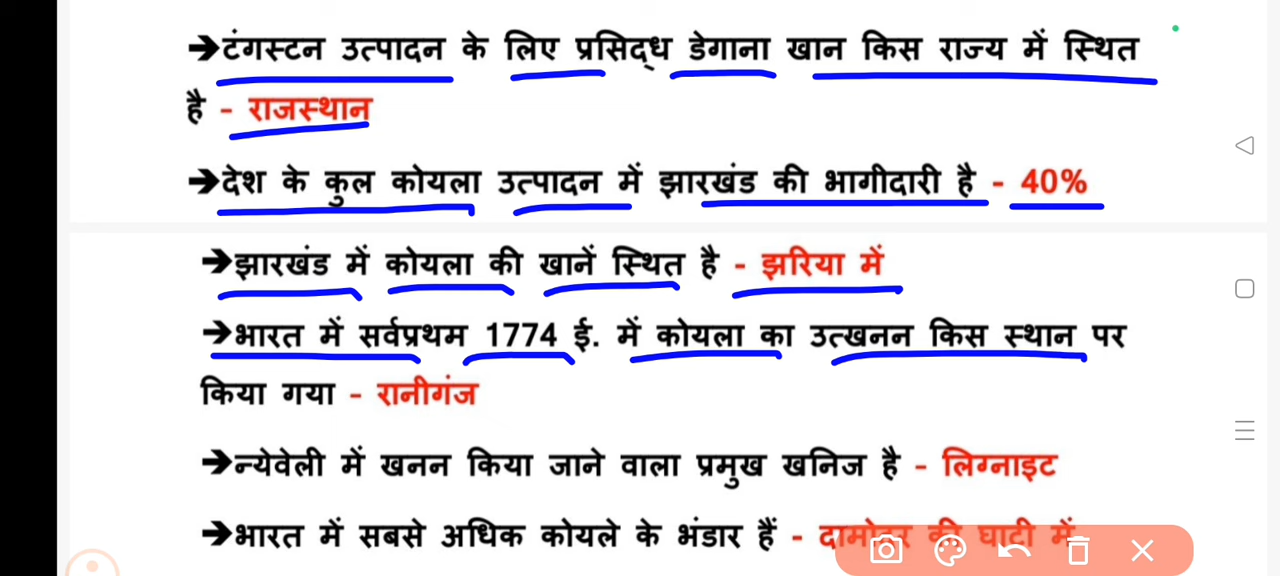 ➔टंगस्टन उत्पादन के लिए प्रसिद्ध डेगाना खान किस राज्य में स्थित
है - राजस्थान
➔देश के कुल कोयला उत्पादन में झारखंड की भागीदारी है - 40%
➔झारखंड में कोयला की खानें स्थित है - झरिया में
➔भारत में सर्वप्रथम 1774 ई. में कोयला का उत्खनन किस स्थान पर
किया गया - रानीगंज
➔न्येवेली में खनन किया जाने वाला प्रमुख खनिज है - लिग्नाइट
➔भारत में सबसे अधिक कोयले के भंडार हैं - दामोदर की घाटी में